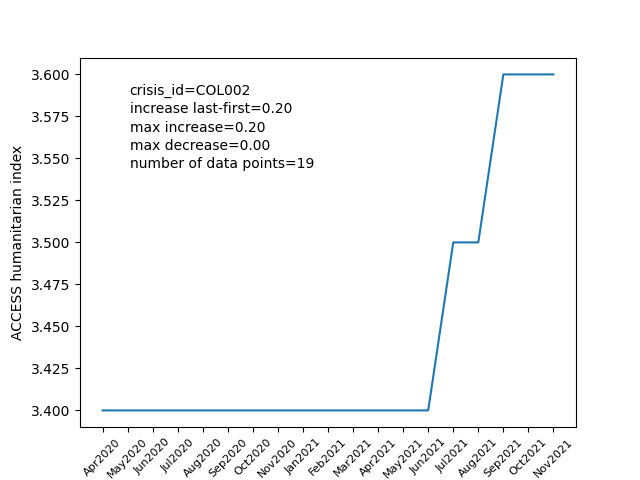 crisis_id=COL002
increase last-first=0.20
max increase=0.20
max decrease=0.00
number of data points=19
ACCESS humanitarian index
3.600
3.575
3.550
3.525
3.500
3.475
3.450
3.425
3.400
Apr2020
May2020
Jun2020
Jul2020
Aug2020
Sep2020
Oct2020
Nov2020
Jan2021
Feb2021
Mar2021
Apr2021
May2021
Jun2021
Jul2021
Aug2021
Sep2021
Oct2021
Nov2021